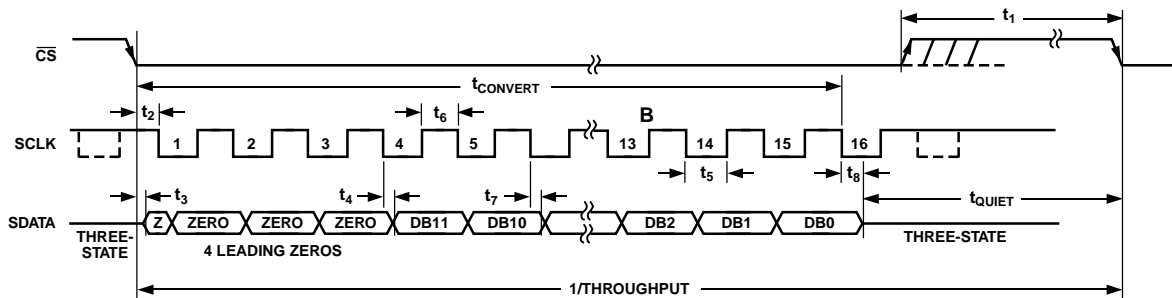 t1
CS
tCONVERT
t2
t6
B
SCLK
1 2 3 4 5 13 14 15 16
t3
t4
t7
t5
t8
tQUIET
SDATA
Z ZERO ZERO ZERO DB11 DB10 DB2 DB1 DB0
THREE-
STATE
THREE-STATE
4 LEADING ZEROS
1/THROUGHPUT